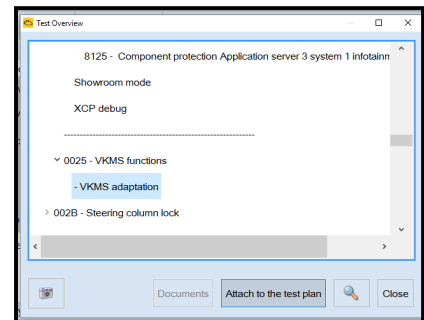 Test Overview
8125 - Component protection Application server 3 system 1 infotainm
Showroom mode
XCP debug
------------------------------------------------------------
0025 - VKMS functions
- VKMS adaptation
002B - Steering column lock
Documents
Attach to the test plan
Close